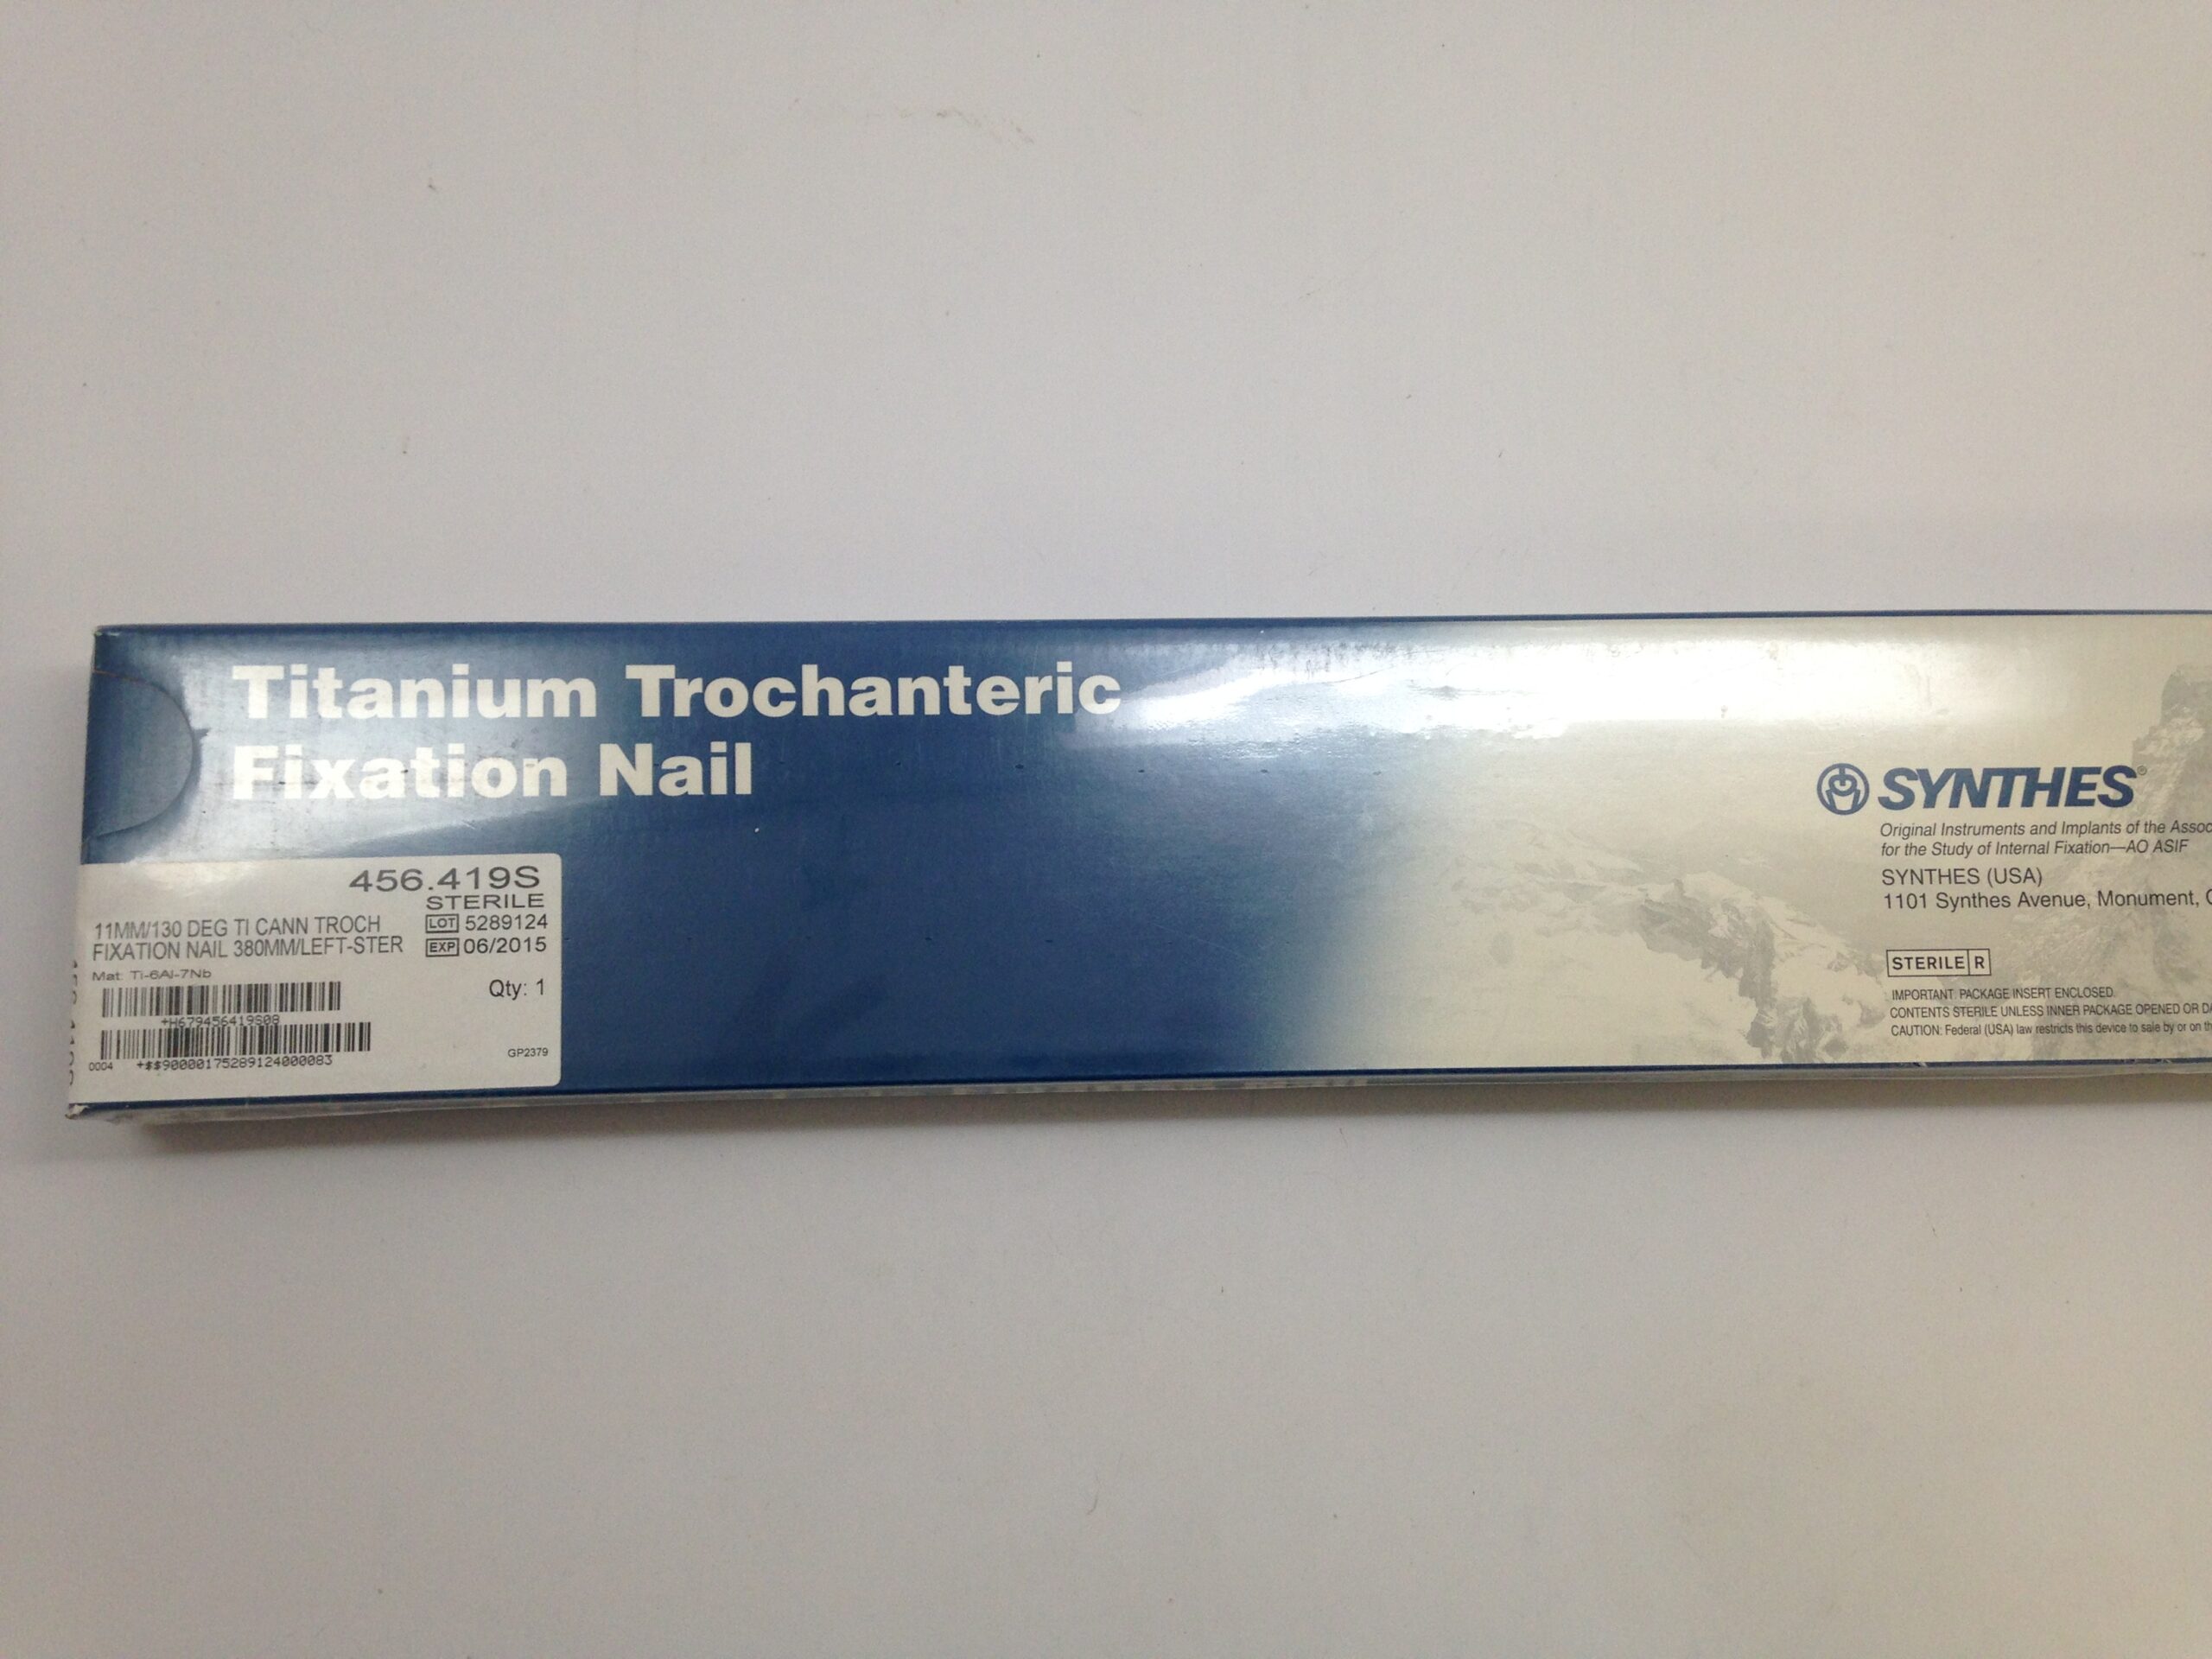 Titanium Trochanteric
Fixation Nail
456.419S
STERILE
11MM/130 DEG TI CANN TROCH
FIXATION NAIL 380MM/LEFT-STER
LOT 5289124
EXP 06/2015
Mat: Ti-6Al-7Nb
Qty: 1
+H679456419S08
0004 +$$90000175289124000083
GP2379
SYNTHES®
Original Instruments and Implants of the
for the Study of Internal Fixation—AO ASIF
SYNTHES (USA)
1101 Synthes Avenue, Monument,
STERILE R
IMPORTANT: PACKAGE INSERT ENCLOSED
CONTENTS STERILE UNLESS INNER PACKAGE OPENED OR
CAUTION: Federal (USA) law restricts this device to sale by or on